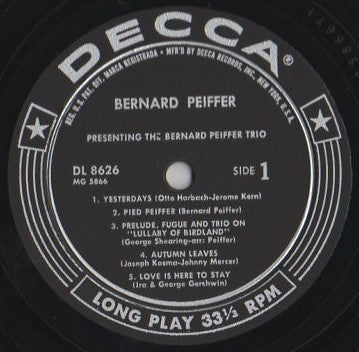 DECCA®
REG. U.S. PAT. OFF. MARCA REGISTRADA • MF'D BY DECCA RECORDS, INC., NEW YORK, U.S.A.
BERNARD PEIFFER
PRESENTING THE BERNARD PEIFFER TRIO
DL 8626
MG 5866
SIDE 1
1. YESTERDAYS (Otto Harbach-Jerome Kern)
2. PIED PEIFFER (Bernard Peiffer)
3. PRELUDE, FUGUE AND TRIO ON
"LULLABY OF BIRDLAND"
(George Shearing-arr: Peiffer)
4. AUTUMN LEAVES
(Joseph Kosma-Johnny Mercer)
5. LOVE IS HERE TO STAY
(Ira & George Gershwin)
LONG PLAY 33⅓ RPM